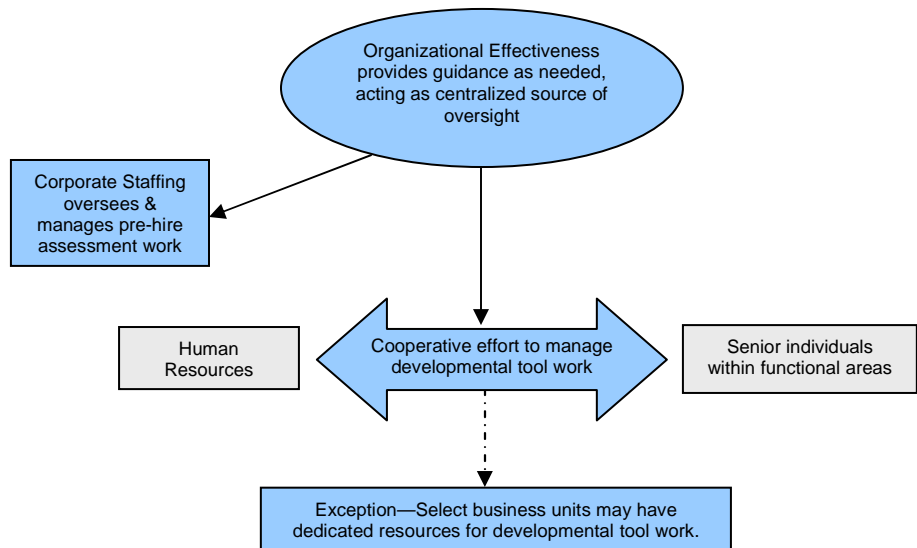 Organizational Effectiveness
provides guidance as needed,
acting as centralized source of
oversight
Corporate Staffing
oversees &
manages pre-hire
assessment work
Human
Resources
Cooperative effort to manage
developmental tool work
Senior individuals
within functional areas
Exception—Select business units may have
dedicated resources for developmental tool work.